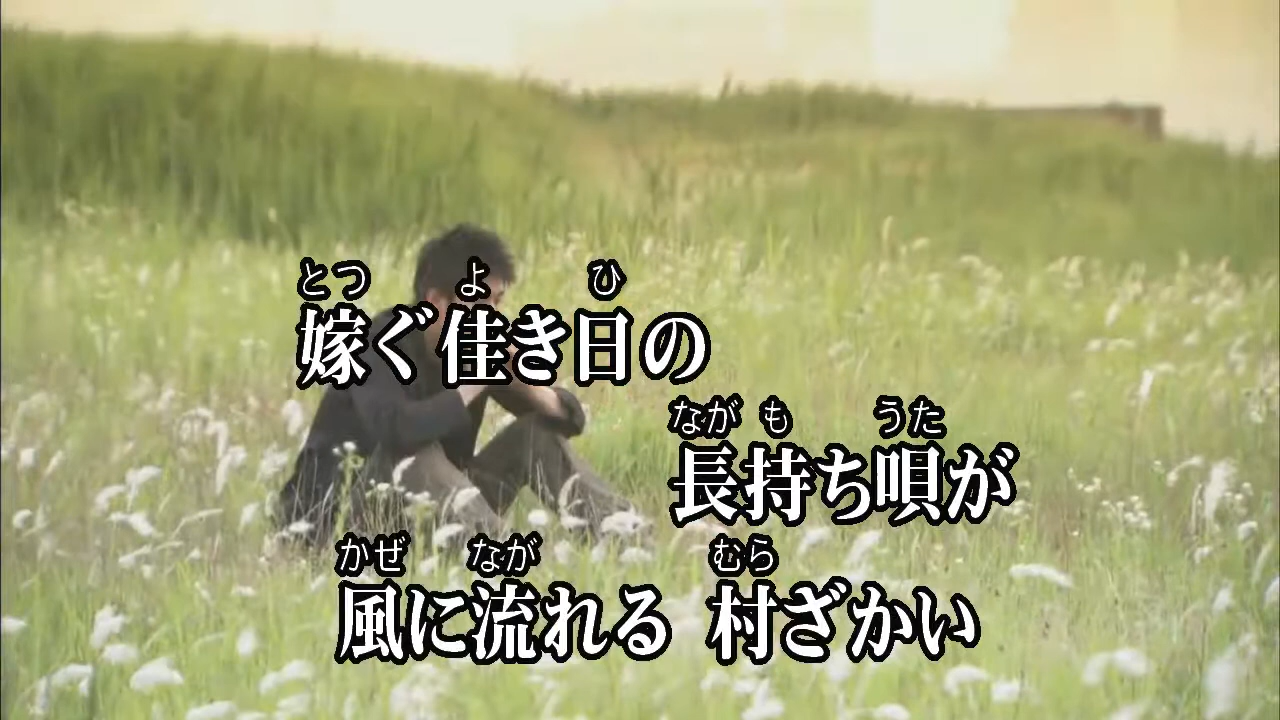 とつ よ ひ
嫁ぐ佳き日の
なが も うた
長持ち唄が
かぜ なが むら
風に流れる 村ざかい